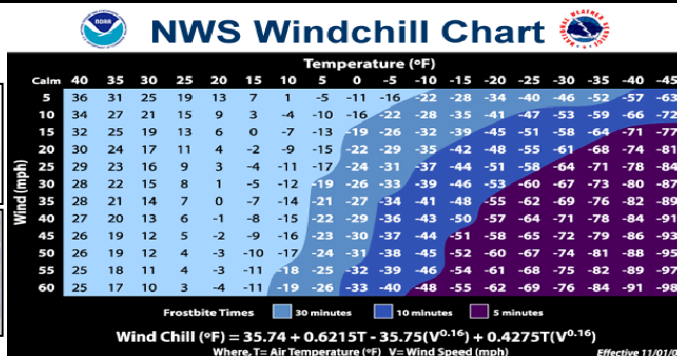 NWS Windchill Chart
Temperature (°F)
Calm 40 35 30 25 20 15 10 5 0 -5 -10 -15 -20 -25 -30 -35 -40 -45
5 36 31 25 19 13 7 1 -5 -11 -16 -22 -28 -34 -40 -46 -52 -57 -63
10 34 27 21 15 9 3 -4 -10 -16 -22 -28 -35 -41 -47 -53 -59 -66 -72
15 32 25 19 13 6 0 -7 -13 -19 -26 -32 -39 -45 -51 -58 -64 -71 -77
20 30 24 17 11 4 -2 -9 -15 -22 -29 -35 -42 -48 -55 -61 -68 -74 -81
25 29 23 16 9 3 -4 -11 -17 -24 -31 -37 -44 -51 -58 -64 -71 -78 -84
30 28 22 15 8 1 -5 -12 -19 -26 -33 -39 -46 -53 -60 -67 -73 -80 -87
35 28 21 14 7 0 -7 -14 -21 -27 -34 -41 -48 -55 -62 -69 -76 -82 -89
40 27 20 13 6 -1 -8 -15 -22 -29 -36 -43 -50 -57 -64 -71 -78 -84 -91
45 26 19 12 5 -2 -9 -16 -23 -30 -37 -44 -51 -58 -65 -72 -79 -86 -93
50 26 19 12 4 -3 -10 -17 -24 -31 -38 -45 -52 -60 -67 -74 -81 -88 -95
55 25 18 11 4 -3 -11 -18 -25 -32 -39 -46 -54 -61 -68 -75 -82 -89 -97
60 25 17 10 3 -4 -11 -19 -26 -33 -40 -48 -55 -62 -69 -76 -84 -91 -98
Wind (mph)
Frostbite Times 30 minutes 10 minutes 5 minutes
Wind Chill (°F) = 35.74 + 0.6215T - 35.75(V0.16) + 0.4275T(V0.16)
Where, T= Air Temperature (°F) V= Wind Speed (mph) Effective 11/01/0